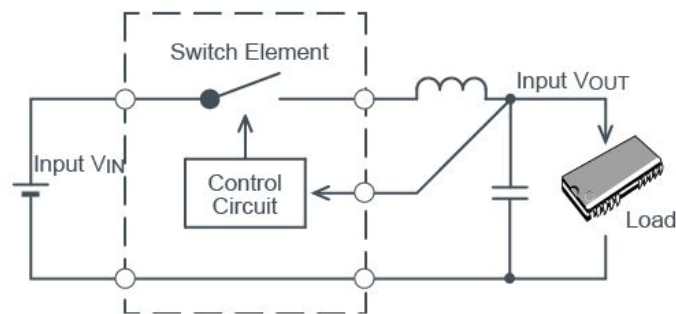 Switch Element
Input VOUT
Input VIN
Control
Circuit
Load